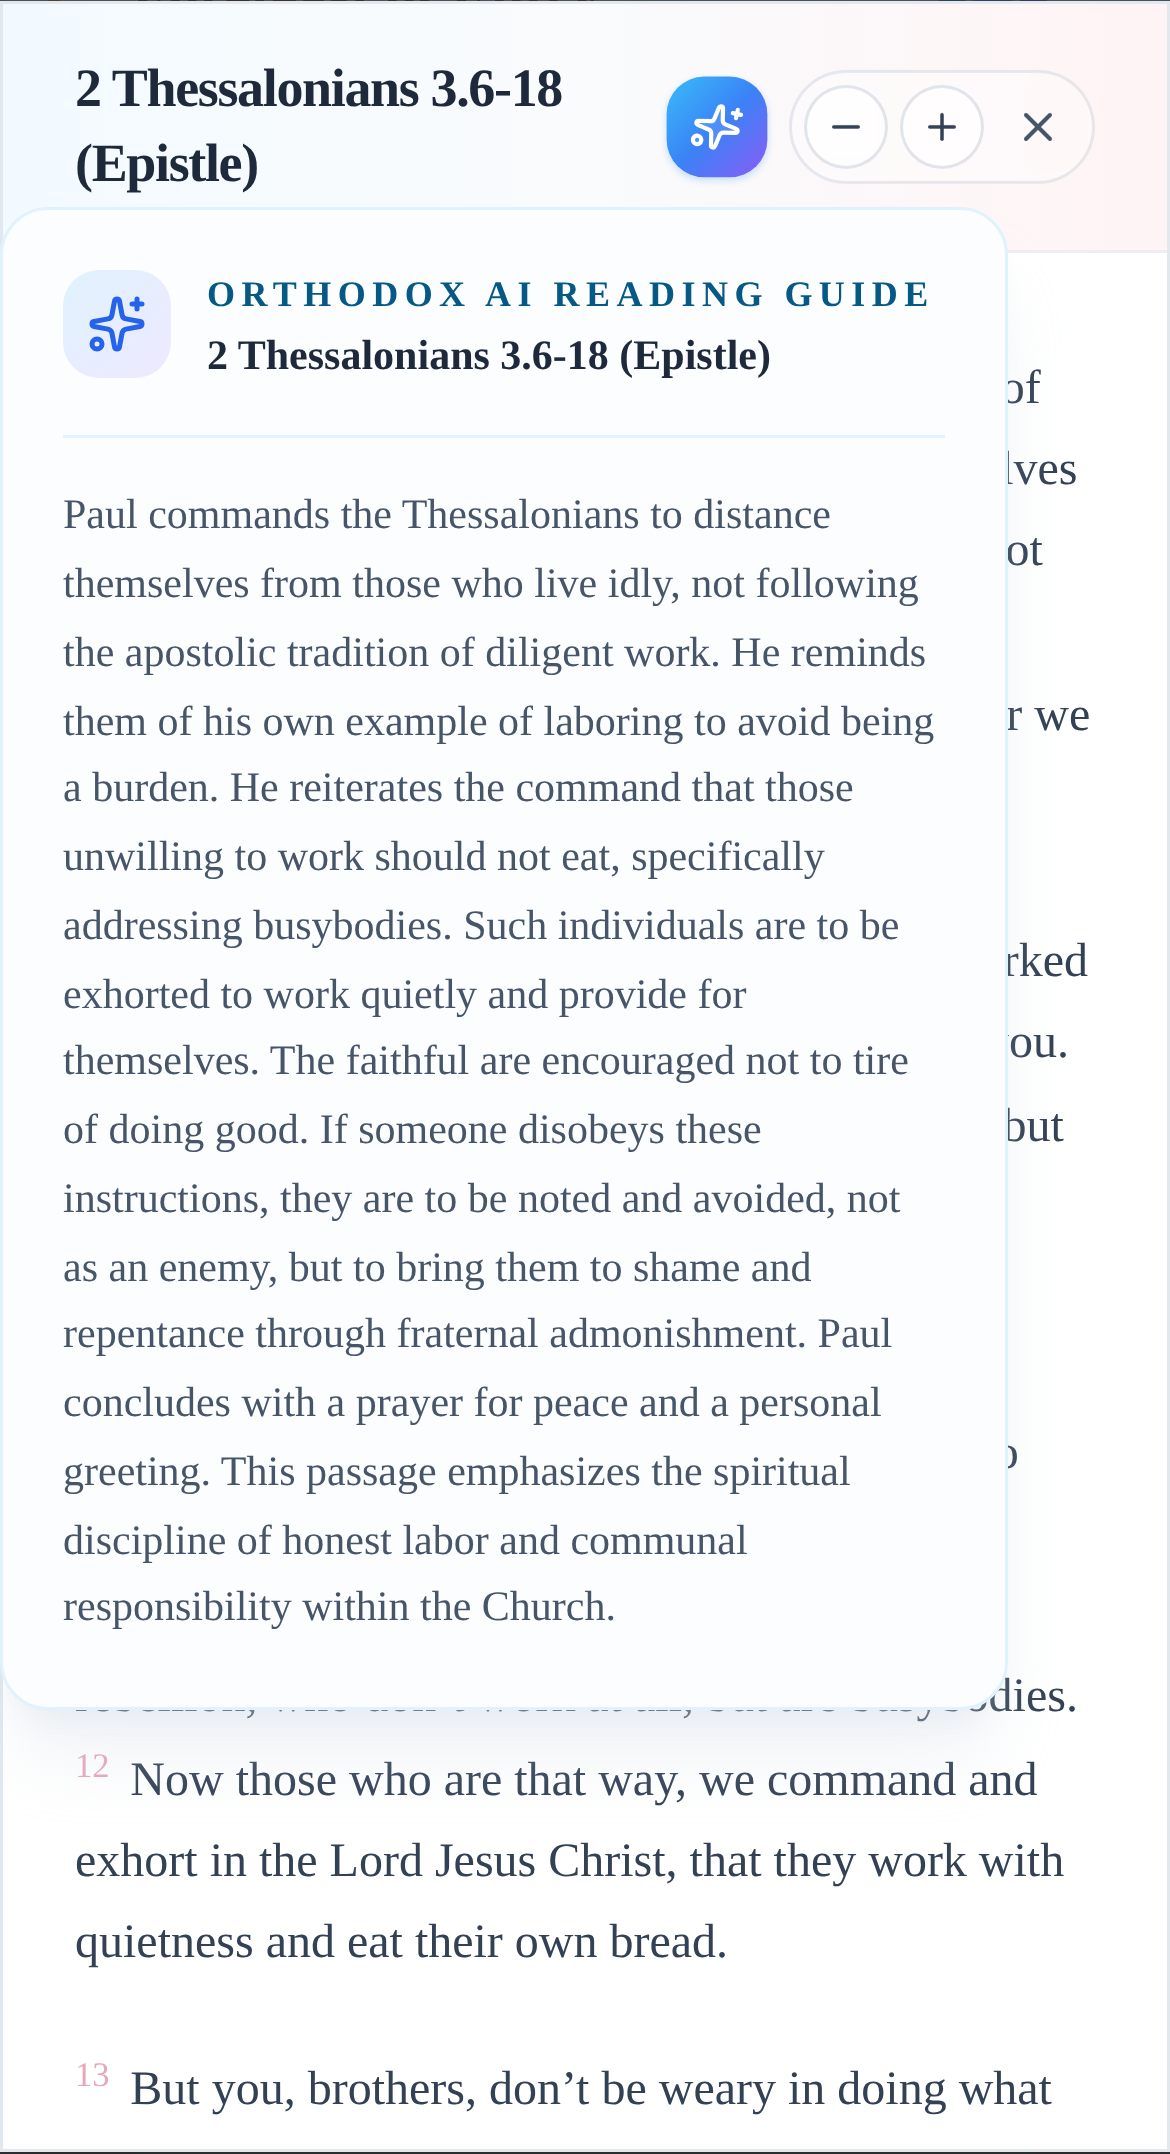 2 Thessalonians 3.6-18
(Epistle)
ORTHODOX AI READING GUIDE
2 Thessalonians 3.6-18 (Epistle)
Paul commands the Thessalonians to distance
themselves from those who live idly, not following
the apostolic tradition of diligent work. He reminds
them of his own example of laboring to avoid being
a burden. He reiterates the command that those
unwilling to work should not eat, specifically
addressing busybodies. Such individuals are to be
exhorted to work quietly and provide for
themselves. The faithful are encouraged not to tire
of doing good. If someone disobeys these
instructions, they are to be noted and avoided, not
as an enemy, but to bring them to shame and
repentance through fraternal admonishment. Paul
concludes with a prayer for peace and a personal
greeting. This passage emphasizes the spiritual
discipline of honest labor and communal
responsibility within the Church.
of
lves
ot
r we
rked
ou.
but
rebellion, who don't work at all, but are busybodies.
12 Now those who are that way, we command and
exhort in the Lord Jesus Christ, that they work with
quietness and eat their own bread.
13 But you, brothers, don’t be weary in doing what